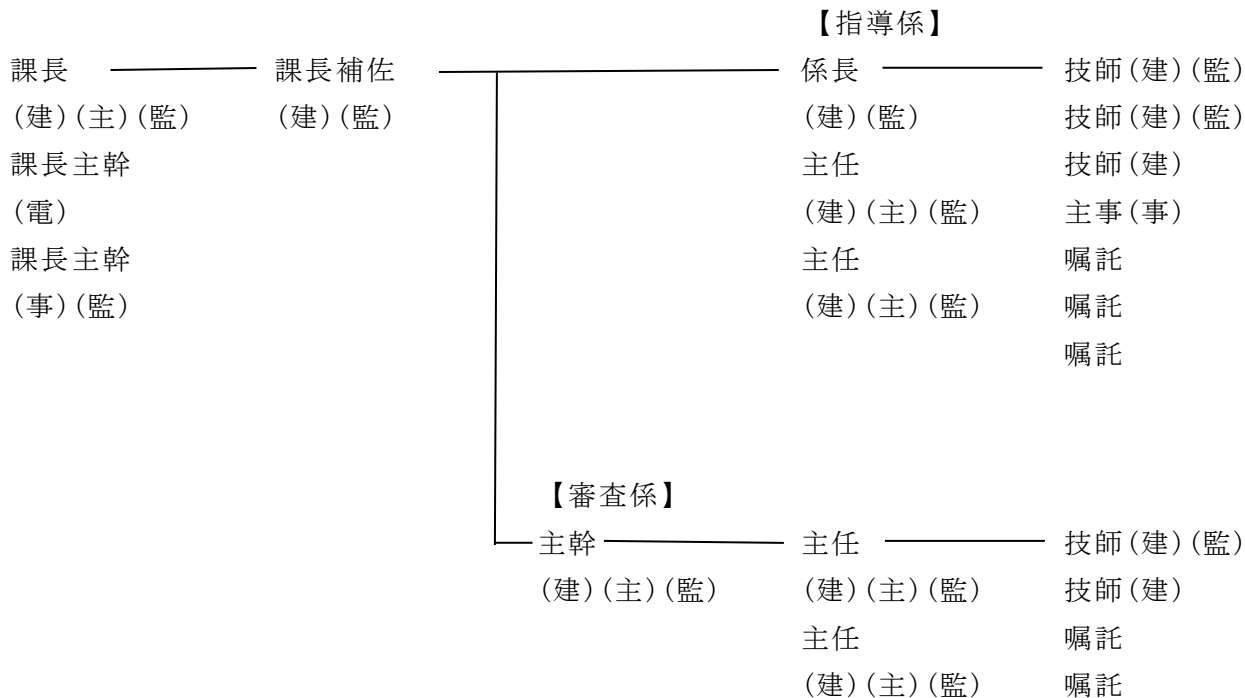 【指導係】
課長 課長補佐 係長 技師(建)(監)
(建)(主)(監) (建)(監) (建)(監) 技師(建)(監)
課長主幹 主任 技師(建)
(電) (建)(主)(監) 主事(事)
課長主幹 主任 嘱託
(事)(監) (建)(主)(監) 嘱託
嘱託
【審査係】
主幹 主任 技師(建)(監)
(建)(主)(監) (建)(主)(監) 技師(建)
主任 嘱託
(建)(主)(監) 嘱託